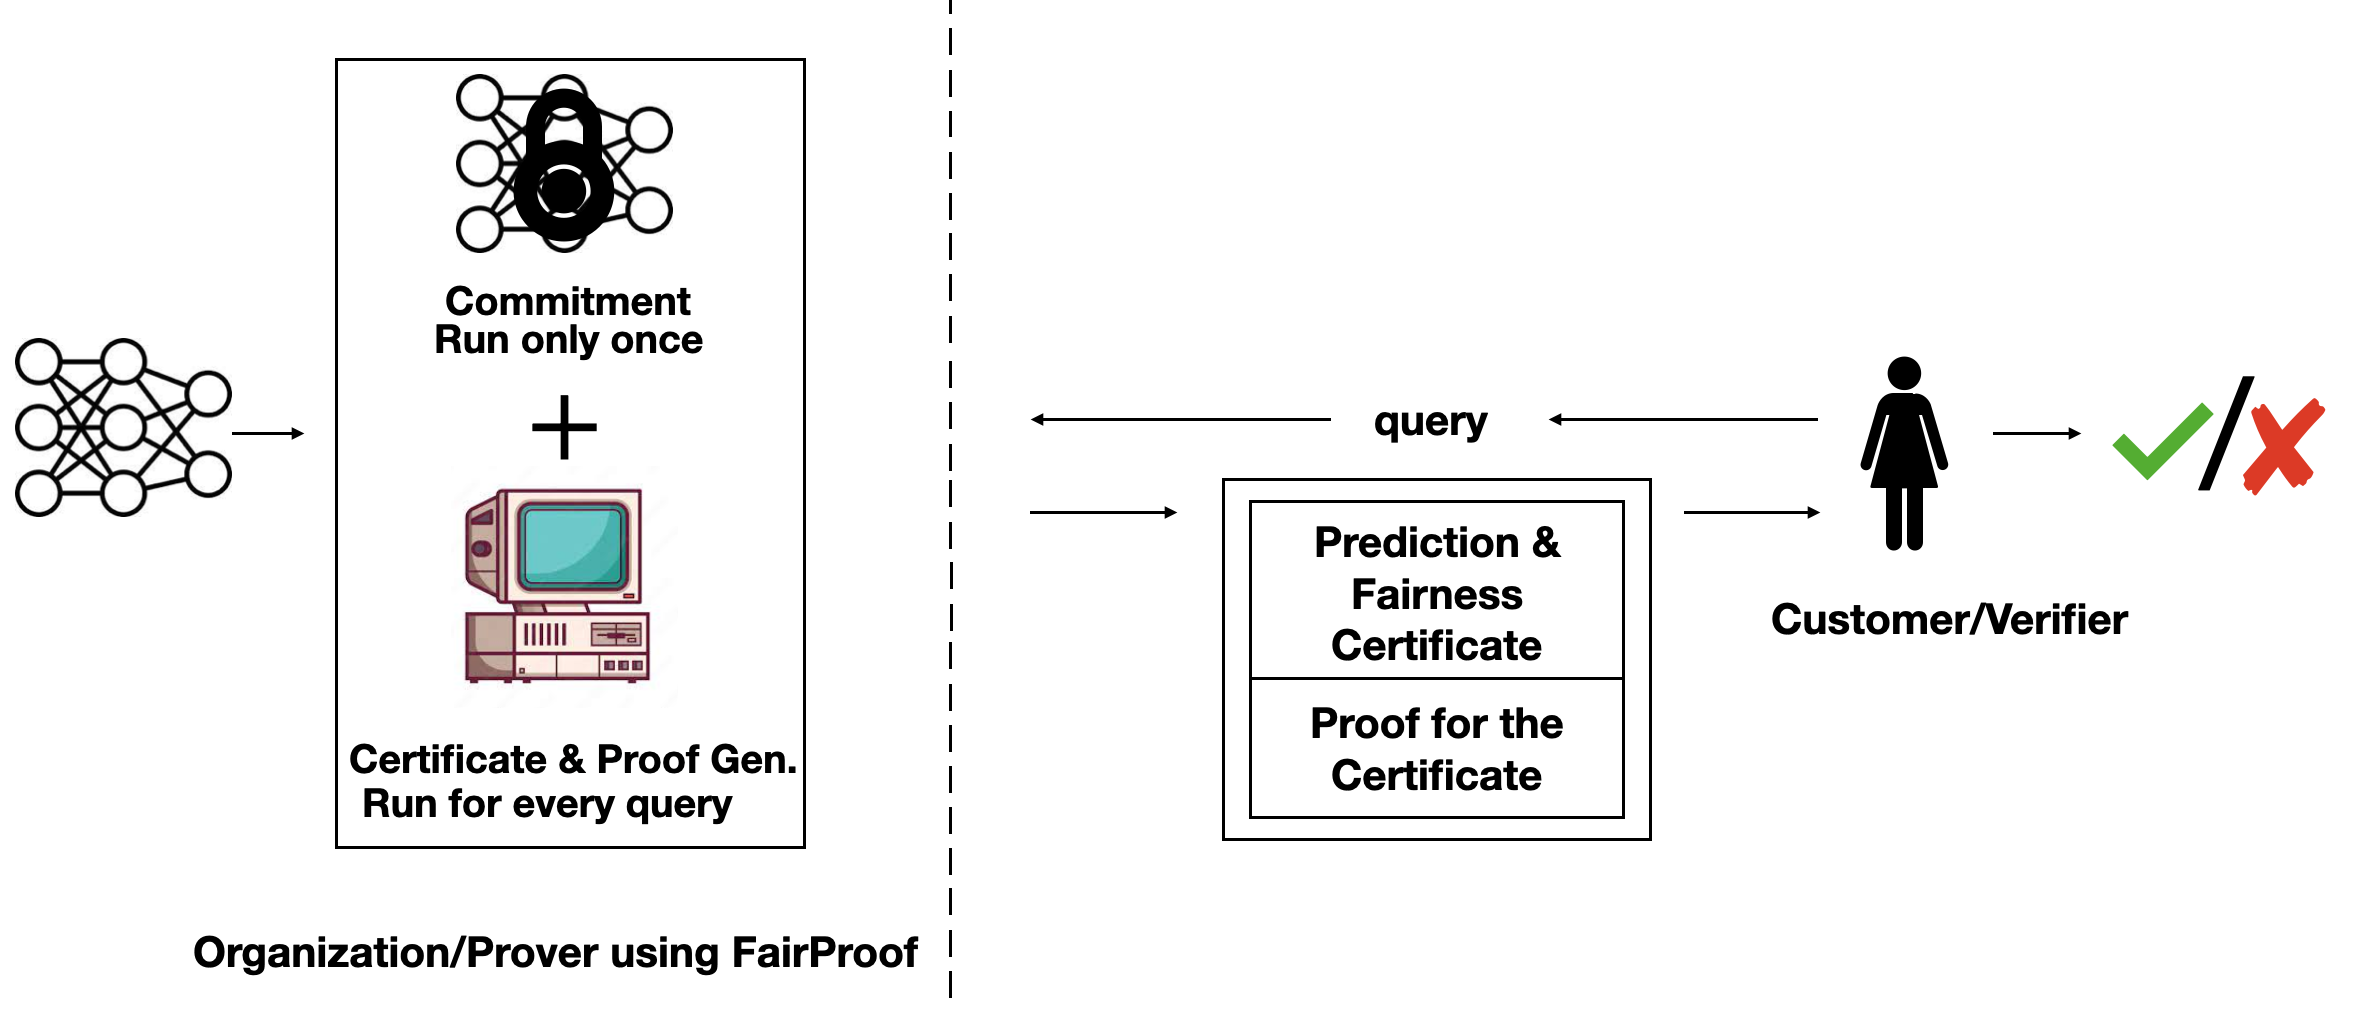 Commitment
Run only once
Certificate & Proof Gen.
Run for every query
Organization/Prover using FairProof
query
Prediction &
Fairness
Certificate
Proof for the
Certificate
Customer/Verifier